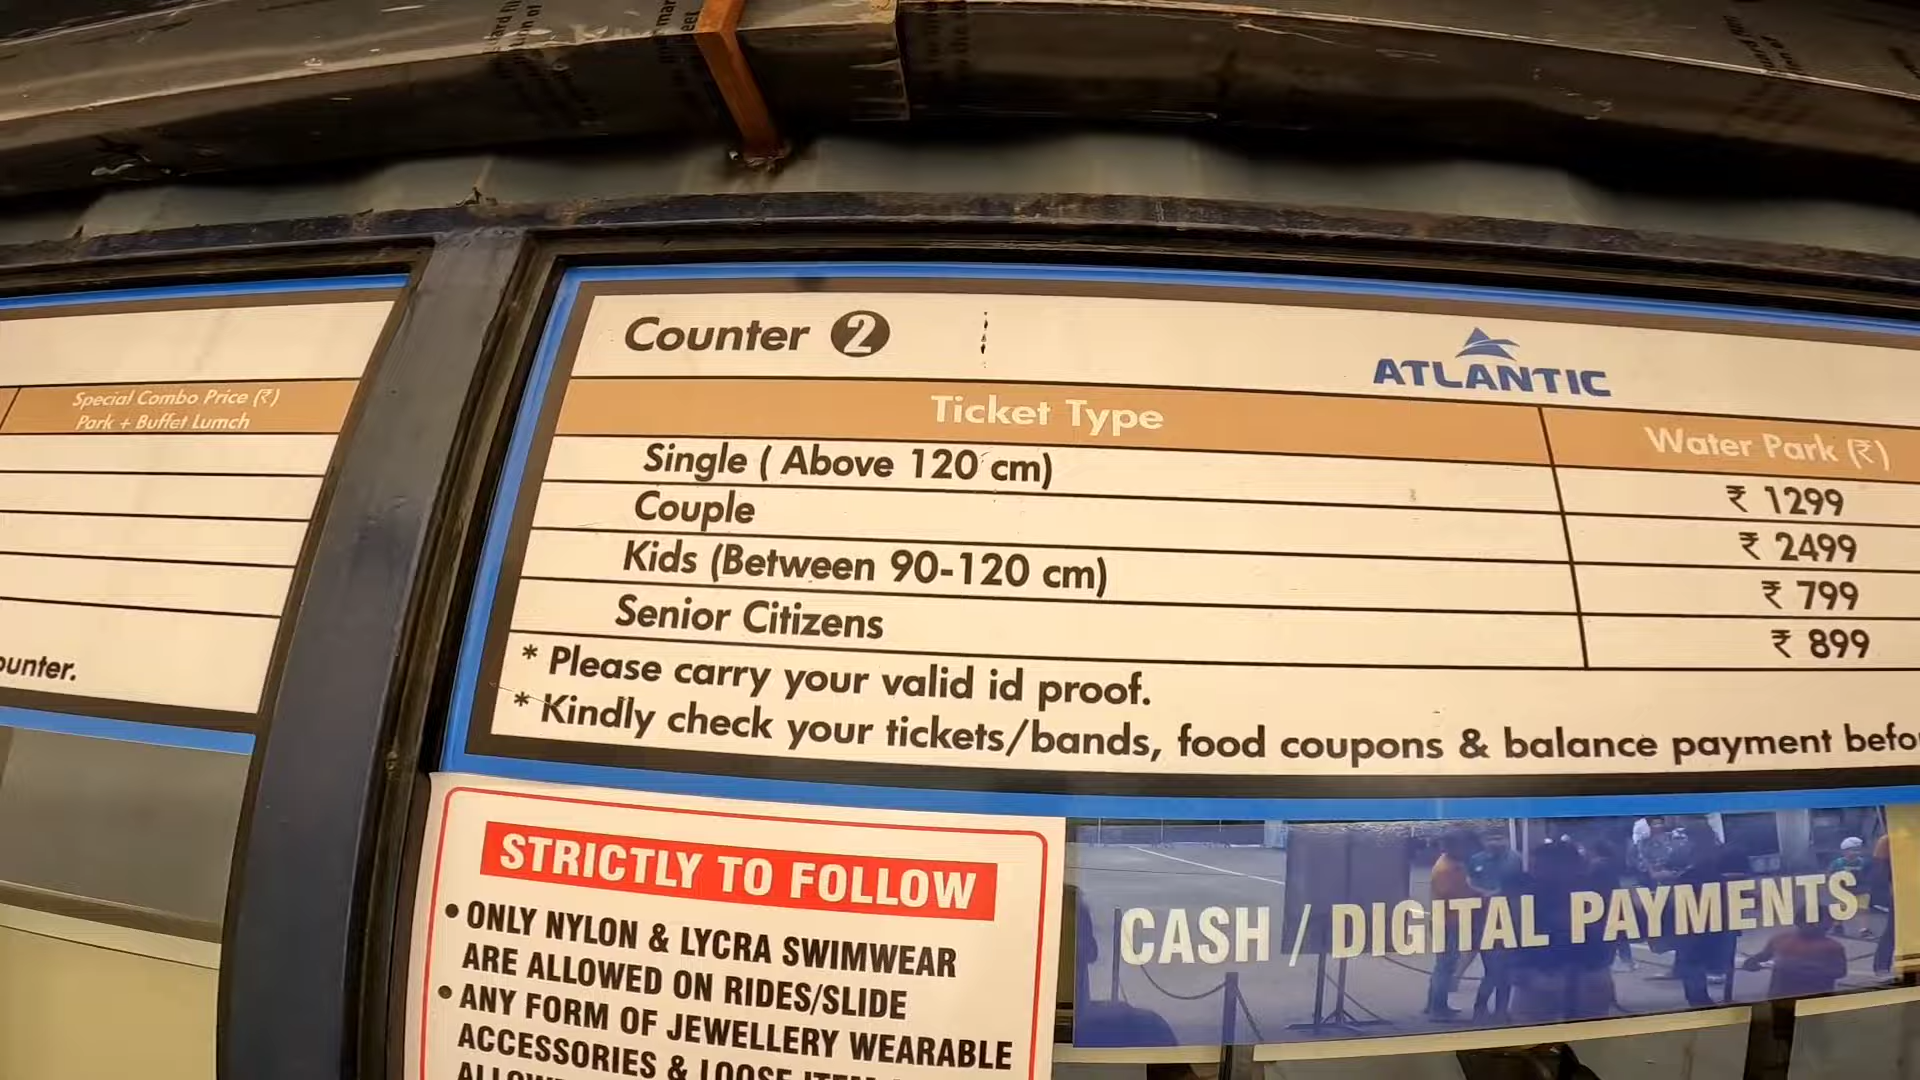 Special Combo Price (₹)
Park + Buffet Lumch
ounter.
Counter 2
ATLANTIC
Ticket Type
Water Park (₹)
Single ( Above 120 cm)
₹ 1299
Couple
₹ 2499
Kids (Between 90-120 cm)
₹ 799
Senior Citizens
₹ 899
* Please carry your valid id proof.
* Kindly check your tickets/bands, food coupons & balance payment befo
STRICTLY TO FOLLOW
• ONLY NYLON & LYCRA SWIMWEAR
ARE ALLOWED ON RIDES/SLIDE
• ANY FORM OF JEWELLERY WEARABLE
ACCESSORIES & LOOSE ITEM
CASH / DIGITAL PAYMENTS